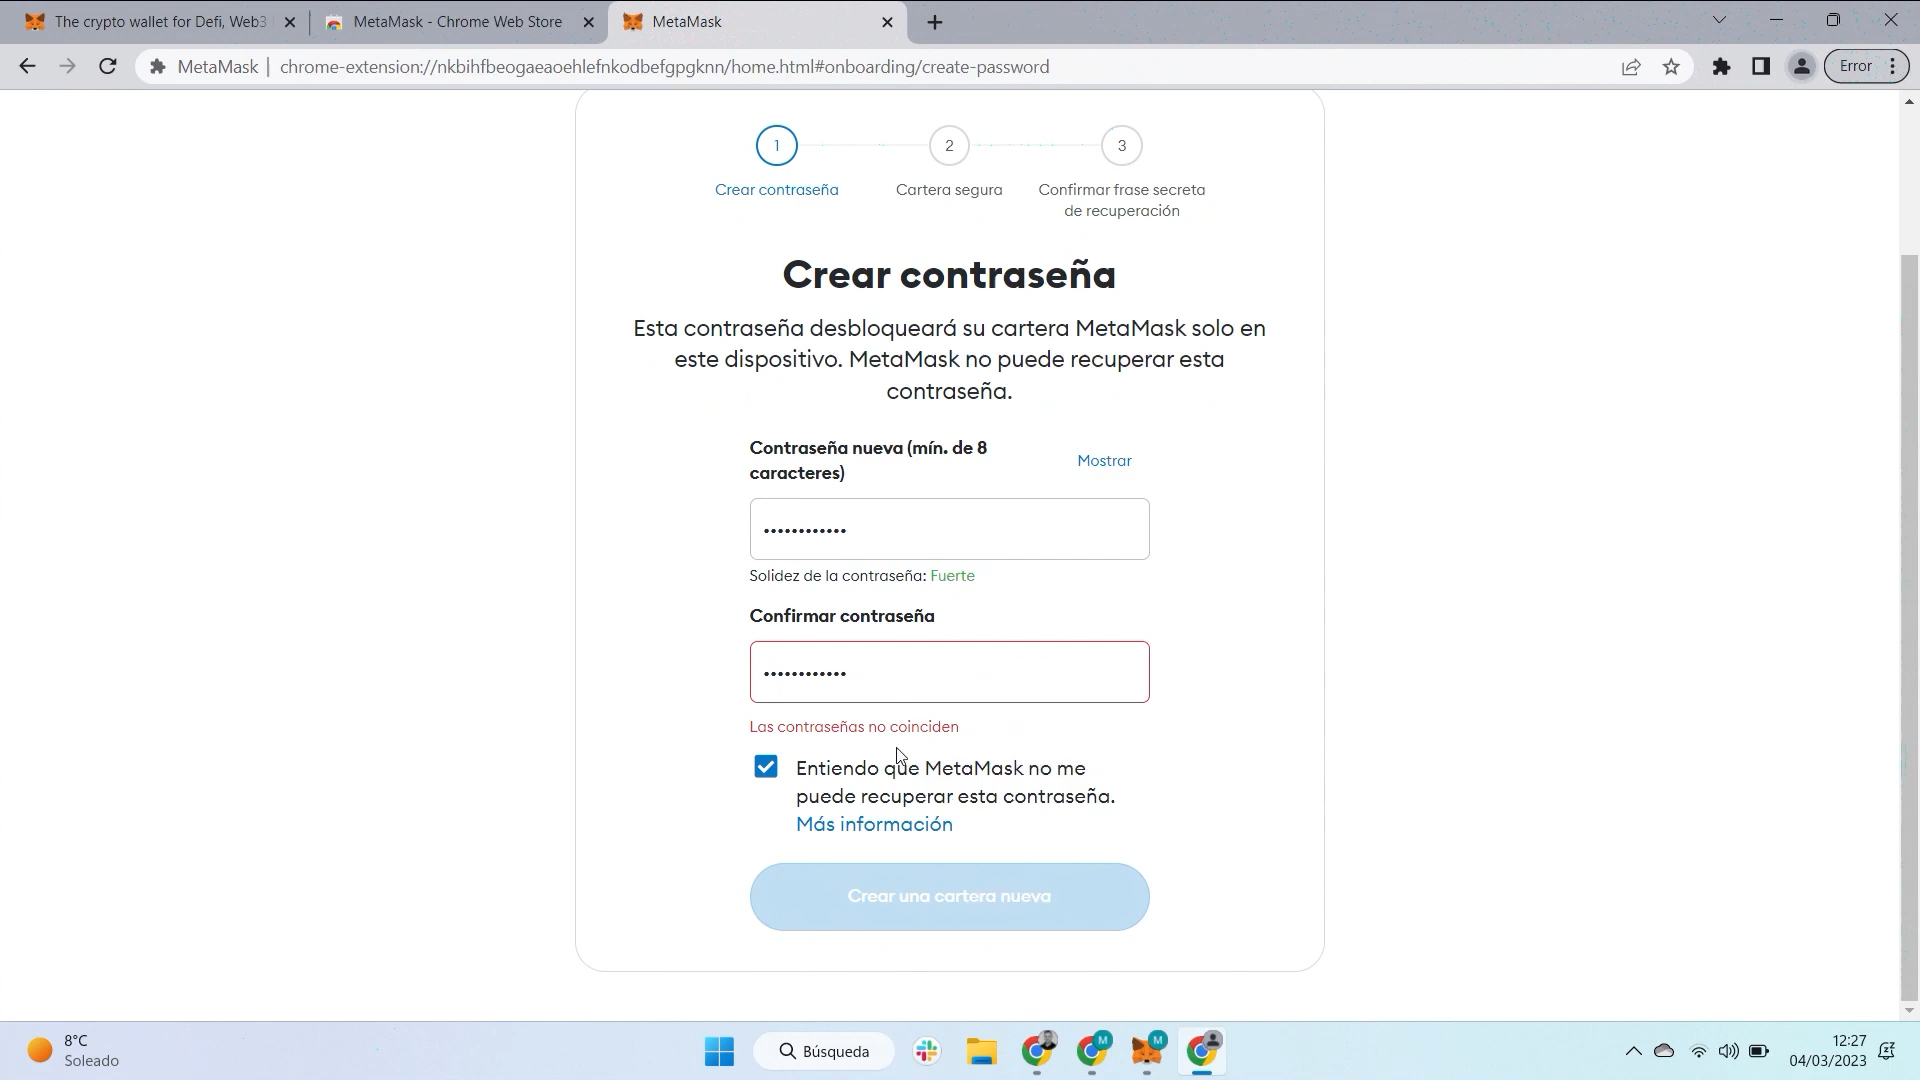 The crypto wallet for Defi, Web3
MetaMask - Chrome Web Store
MetaMask
MetaMask | chrome-extension://nkbihfbeogaeaoehlefnkodbefgpgknn/home.html#onboarding/create-password
Error
1
2
3
Crear contraseña
Cartera segura
Confirmar frase secreta
de recuperación
Crear contraseña
Esta contraseña desbloqueará su cartera MetaMask solo en
este dispositivo. MetaMask no puede recuperar esta
contraseña.
Contraseña nueva (mín. de 8
caracteres)
Mostrar
••••••••••••
Solidez de la contraseña: Fuerte
Confirmar contraseña
••••••••••••
Las contraseñas no coinciden
Entiendo que MetaMask no me
puede recuperar esta contraseña.
Más información
Crear una cartera nueva
8°C
Soleado
Búsqueda
M
M
12:27
04/03/2023